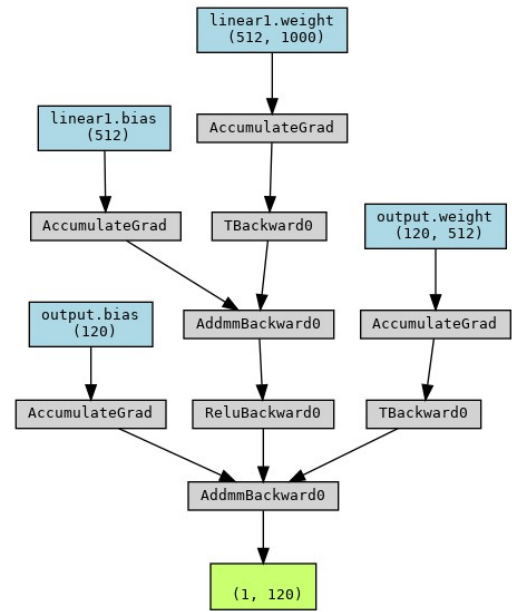 linear1.weight
(512, 1000)
linear1.bias
(512)
AccumulateGrad
output.weight
(120, 512)
AccumulateGrad
TBackward0
output.bias
(120)
AddmmBackward0
AccumulateGrad
AccumulateGrad
ReluBackward0
TBackward0
AddmmBackward0
(1, 120)